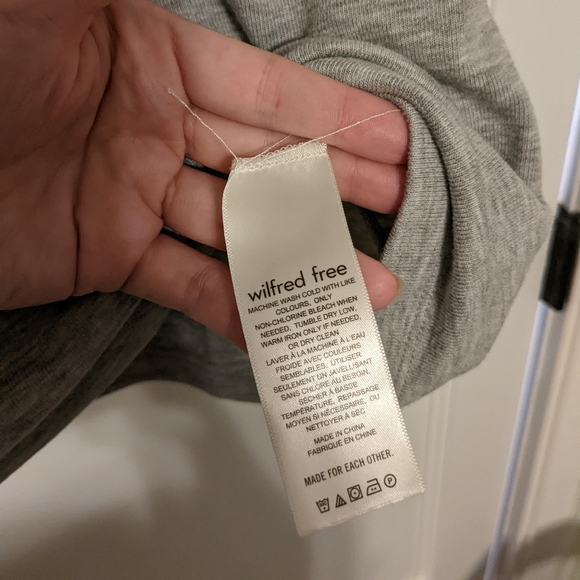 wilfred free
MACHINE WASH COLD WITH LIKE
COLOURS, ONLY
NON-CHLORINE BLEACH WHEN
NEEDED, TUMBLE DRY LOW,
WARM IRON ONLY IF NEEDED,
OR DRY CLEAN
LAVER À LA MACHINE À L'EAU
FROIDE AVEC COULEURS
SEMBLABLES, UTILISER
SEULEMENT UN JAVELLISANT
SANS CHLORE AU BESOIN,
SÉCHER À BASSE
TEMPÉRATURE, REPASSAGE
MOYEN SI NÉCESSAIRE, OU
NETTOYER À SEC
MADE IN CHINA
FABRIQUÉ EN CHINE
MADE FOR EACH OTHER.
P